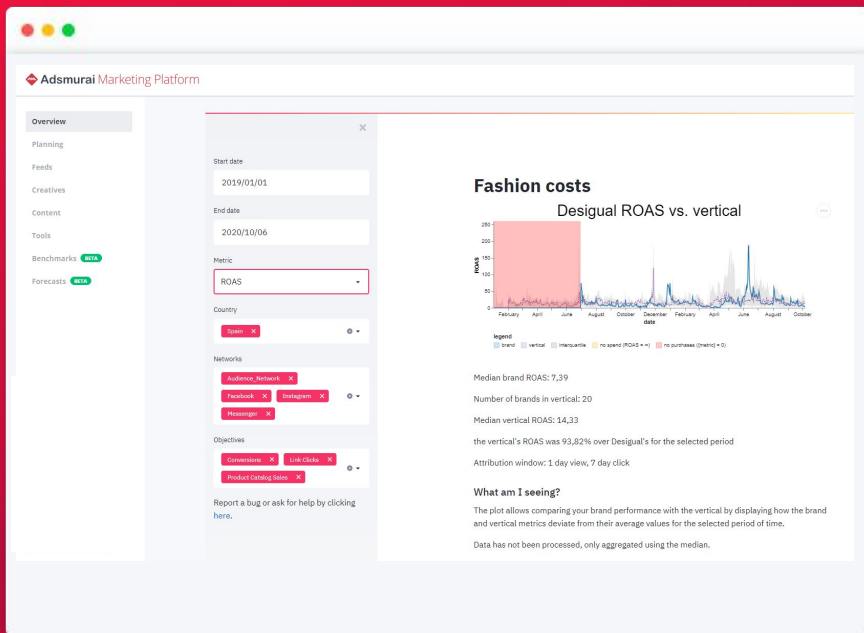 Adsmurai Marketing Platform
Overview
Planning
Feeds
Creatives
Content
Tools
Benchmarks BETA
Forecasts BETA
×
Start date
2019/01/01
End date
2020/10/06
Metric
ROAS
Country
Spain ×
Networks
Audience_Network ×
Facebook × Instagram ×
Messenger ×
Objectives
Conversions × Link Clicks ×
Product Catalog Sales ×
Report a bug or ask for help by clicking
here.
Fashion costs
Desigual ROAS vs. vertical
250
200
150
100
50
0
ROAS
February April June August October December February April June August October
date
legend
brand vertical interquartile no spend (ROAS = ∞) no purchases ([metric] = 0)
Median brand ROAS: 7,39
Number of brands in vertical: 20
Median vertical ROAS: 14,33
the vertical's ROAS was 93,82% over Desigual's for the selected period
Attribution window: 1 day view, 7 day click
What am I seeing?
The plot allows comparing your brand performance with the vertical by displaying how the brand
and vertical metrics deviate from their average values for the selected period of time.
Data has not been processed, only aggregated using the median.